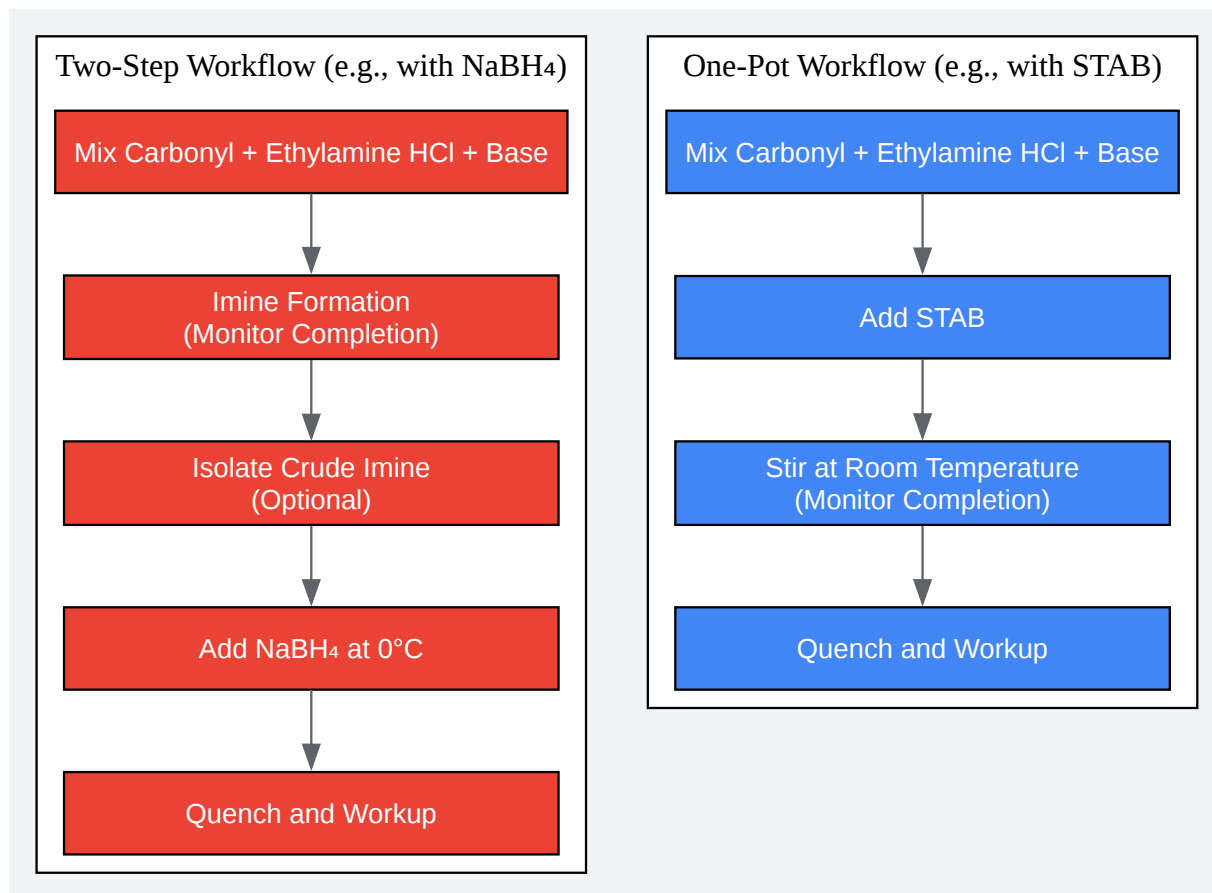 Two-Step Workflow (e.g., with NaBH₄)
Mix Carbonyl + Ethylamine HCl + Base
Imine Formation
(Monitor Completion)
Isolate Crude Imine
(Optional)
Add NaBH₄ at 0°C
Quench and Workup
One-Pot Workflow (e.g., with STAB)
Mix Carbonyl + Ethylamine HCl + Base
Add STAB
Stir at Room Temperature
(Monitor Completion)
Quench and Workup